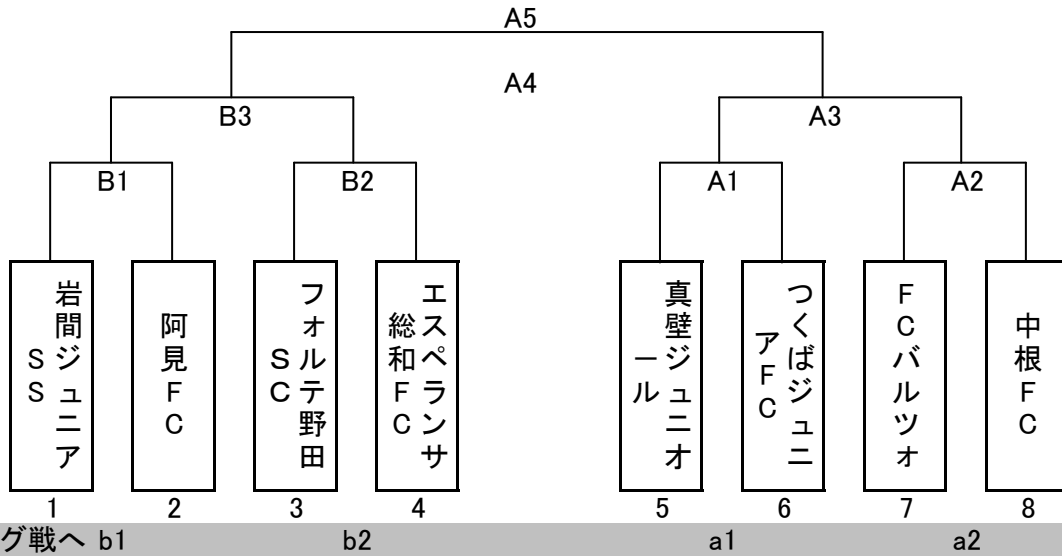 A5
A4
B3 A3
B1 B2 A1 A2
岩間ジュニア
SS
阿見FC
フォルテ野田
SC
エスペランサ
総和FC
真壁ジュニオ
ール
つくばジュニ
アFC
FCバルツォ
中根FC
1 2 3 4 5 6 7 8
グ戦へ b1 b2 a1 a2